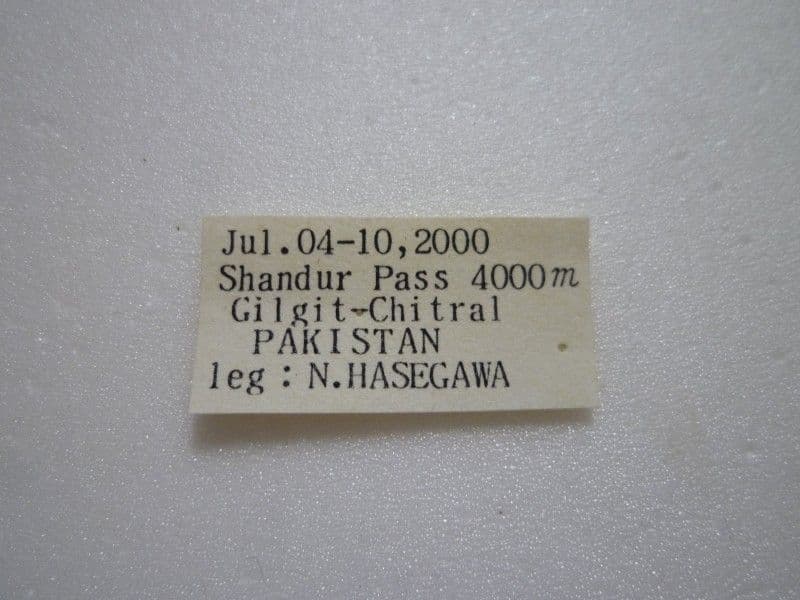 Jul.04-10,2000
Shandur Pass 4000m
Gilgit-Chitral
PAKISTAN
leg : N.HASEGAWA